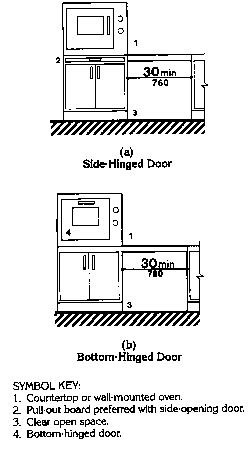 1
2
30 min
760
3
(a)
Side-Hinged Door
4
1
30 min
760
3
(b)
Bottom-Hinged Door
SYMBOL KEY:
1. Countertop or wall-mounted oven.
2. Pull-out board preferred with side-opening door.
3. Clear open space.
4. Bottom-hinged door.